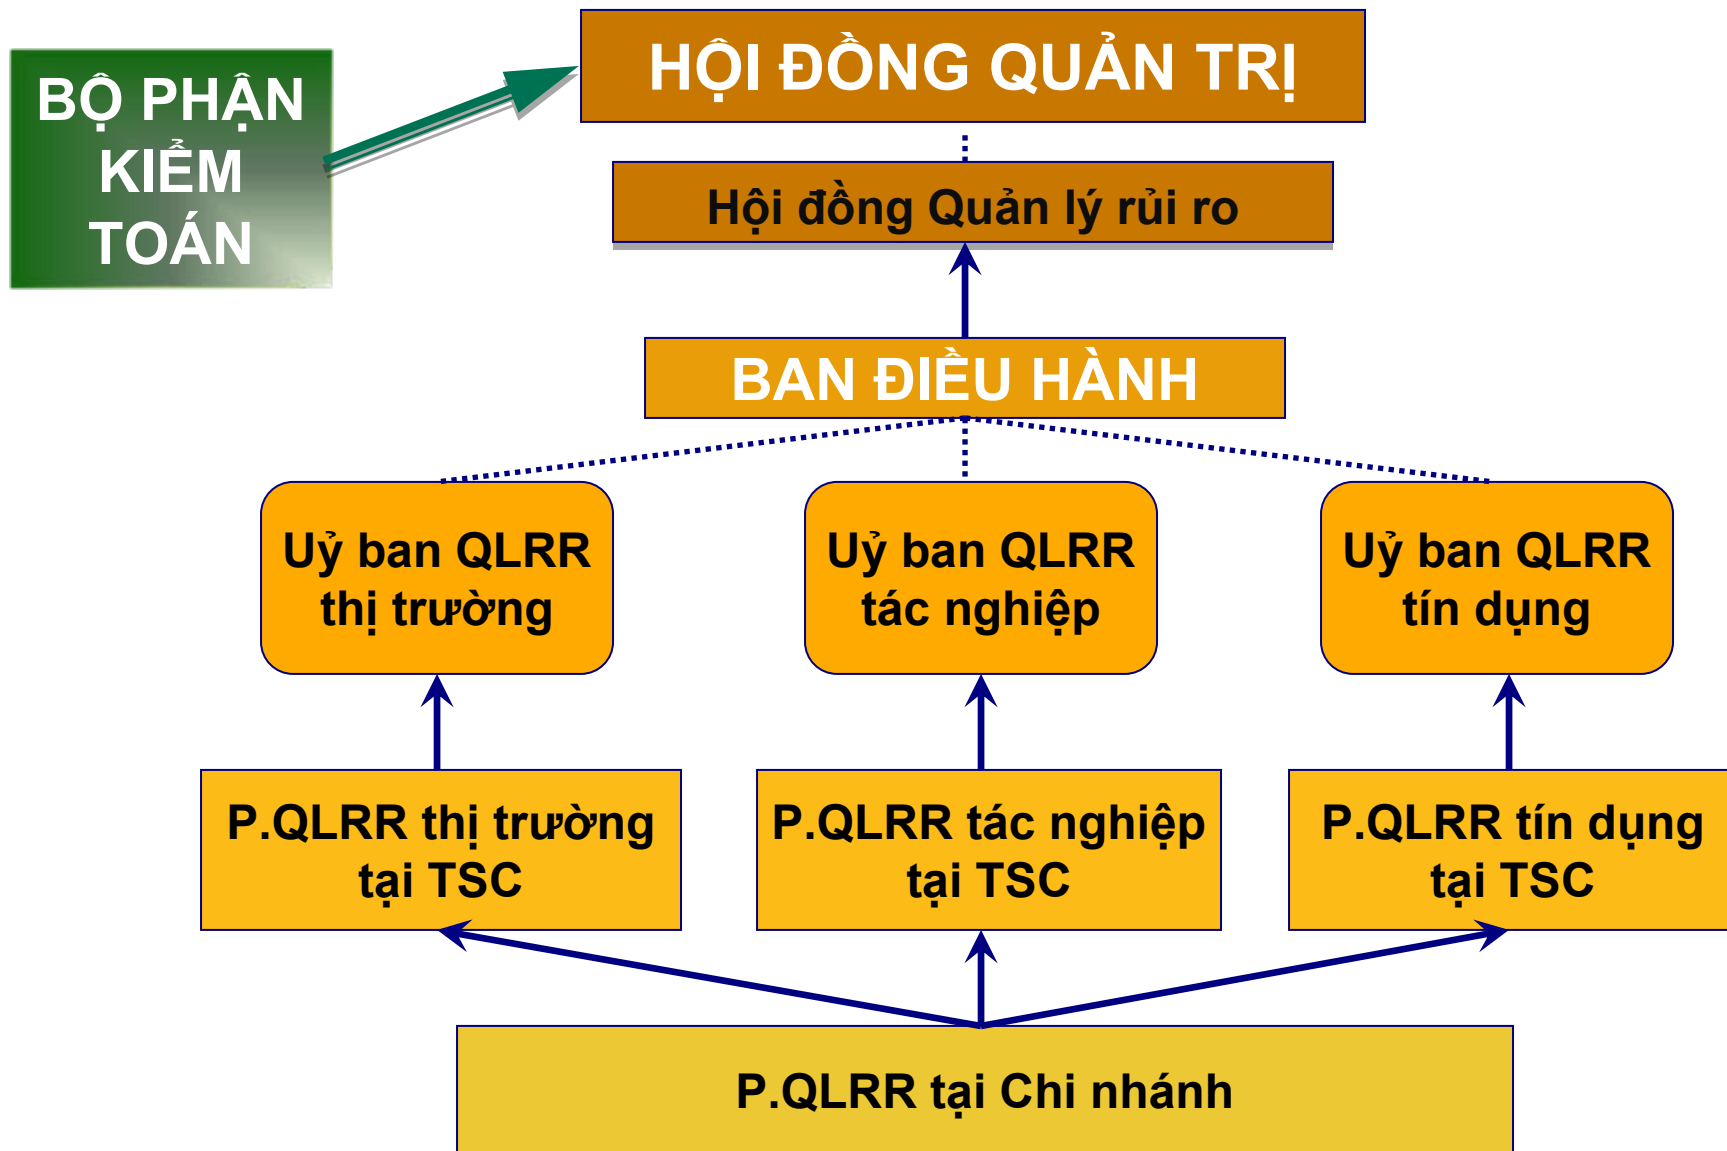 HỘI ĐỒNG QUẢN TRỊ
BỘ PHẬN
KIỂM
TOÁN
Hội đồng Quản lý rủi ro
BAN ĐIỀU HÀNH
Uỷ ban QLRR
thị trường
Uỷ ban QLRR
tác nghiệp
Uỷ ban QLRR
tín dụng
P.QLRR thị trường
tại TSC
P.QLRR tác nghiệp
tại TSC
P.QLRR tín dụng
tại TSC
P.QLRR tại Chi nhánh